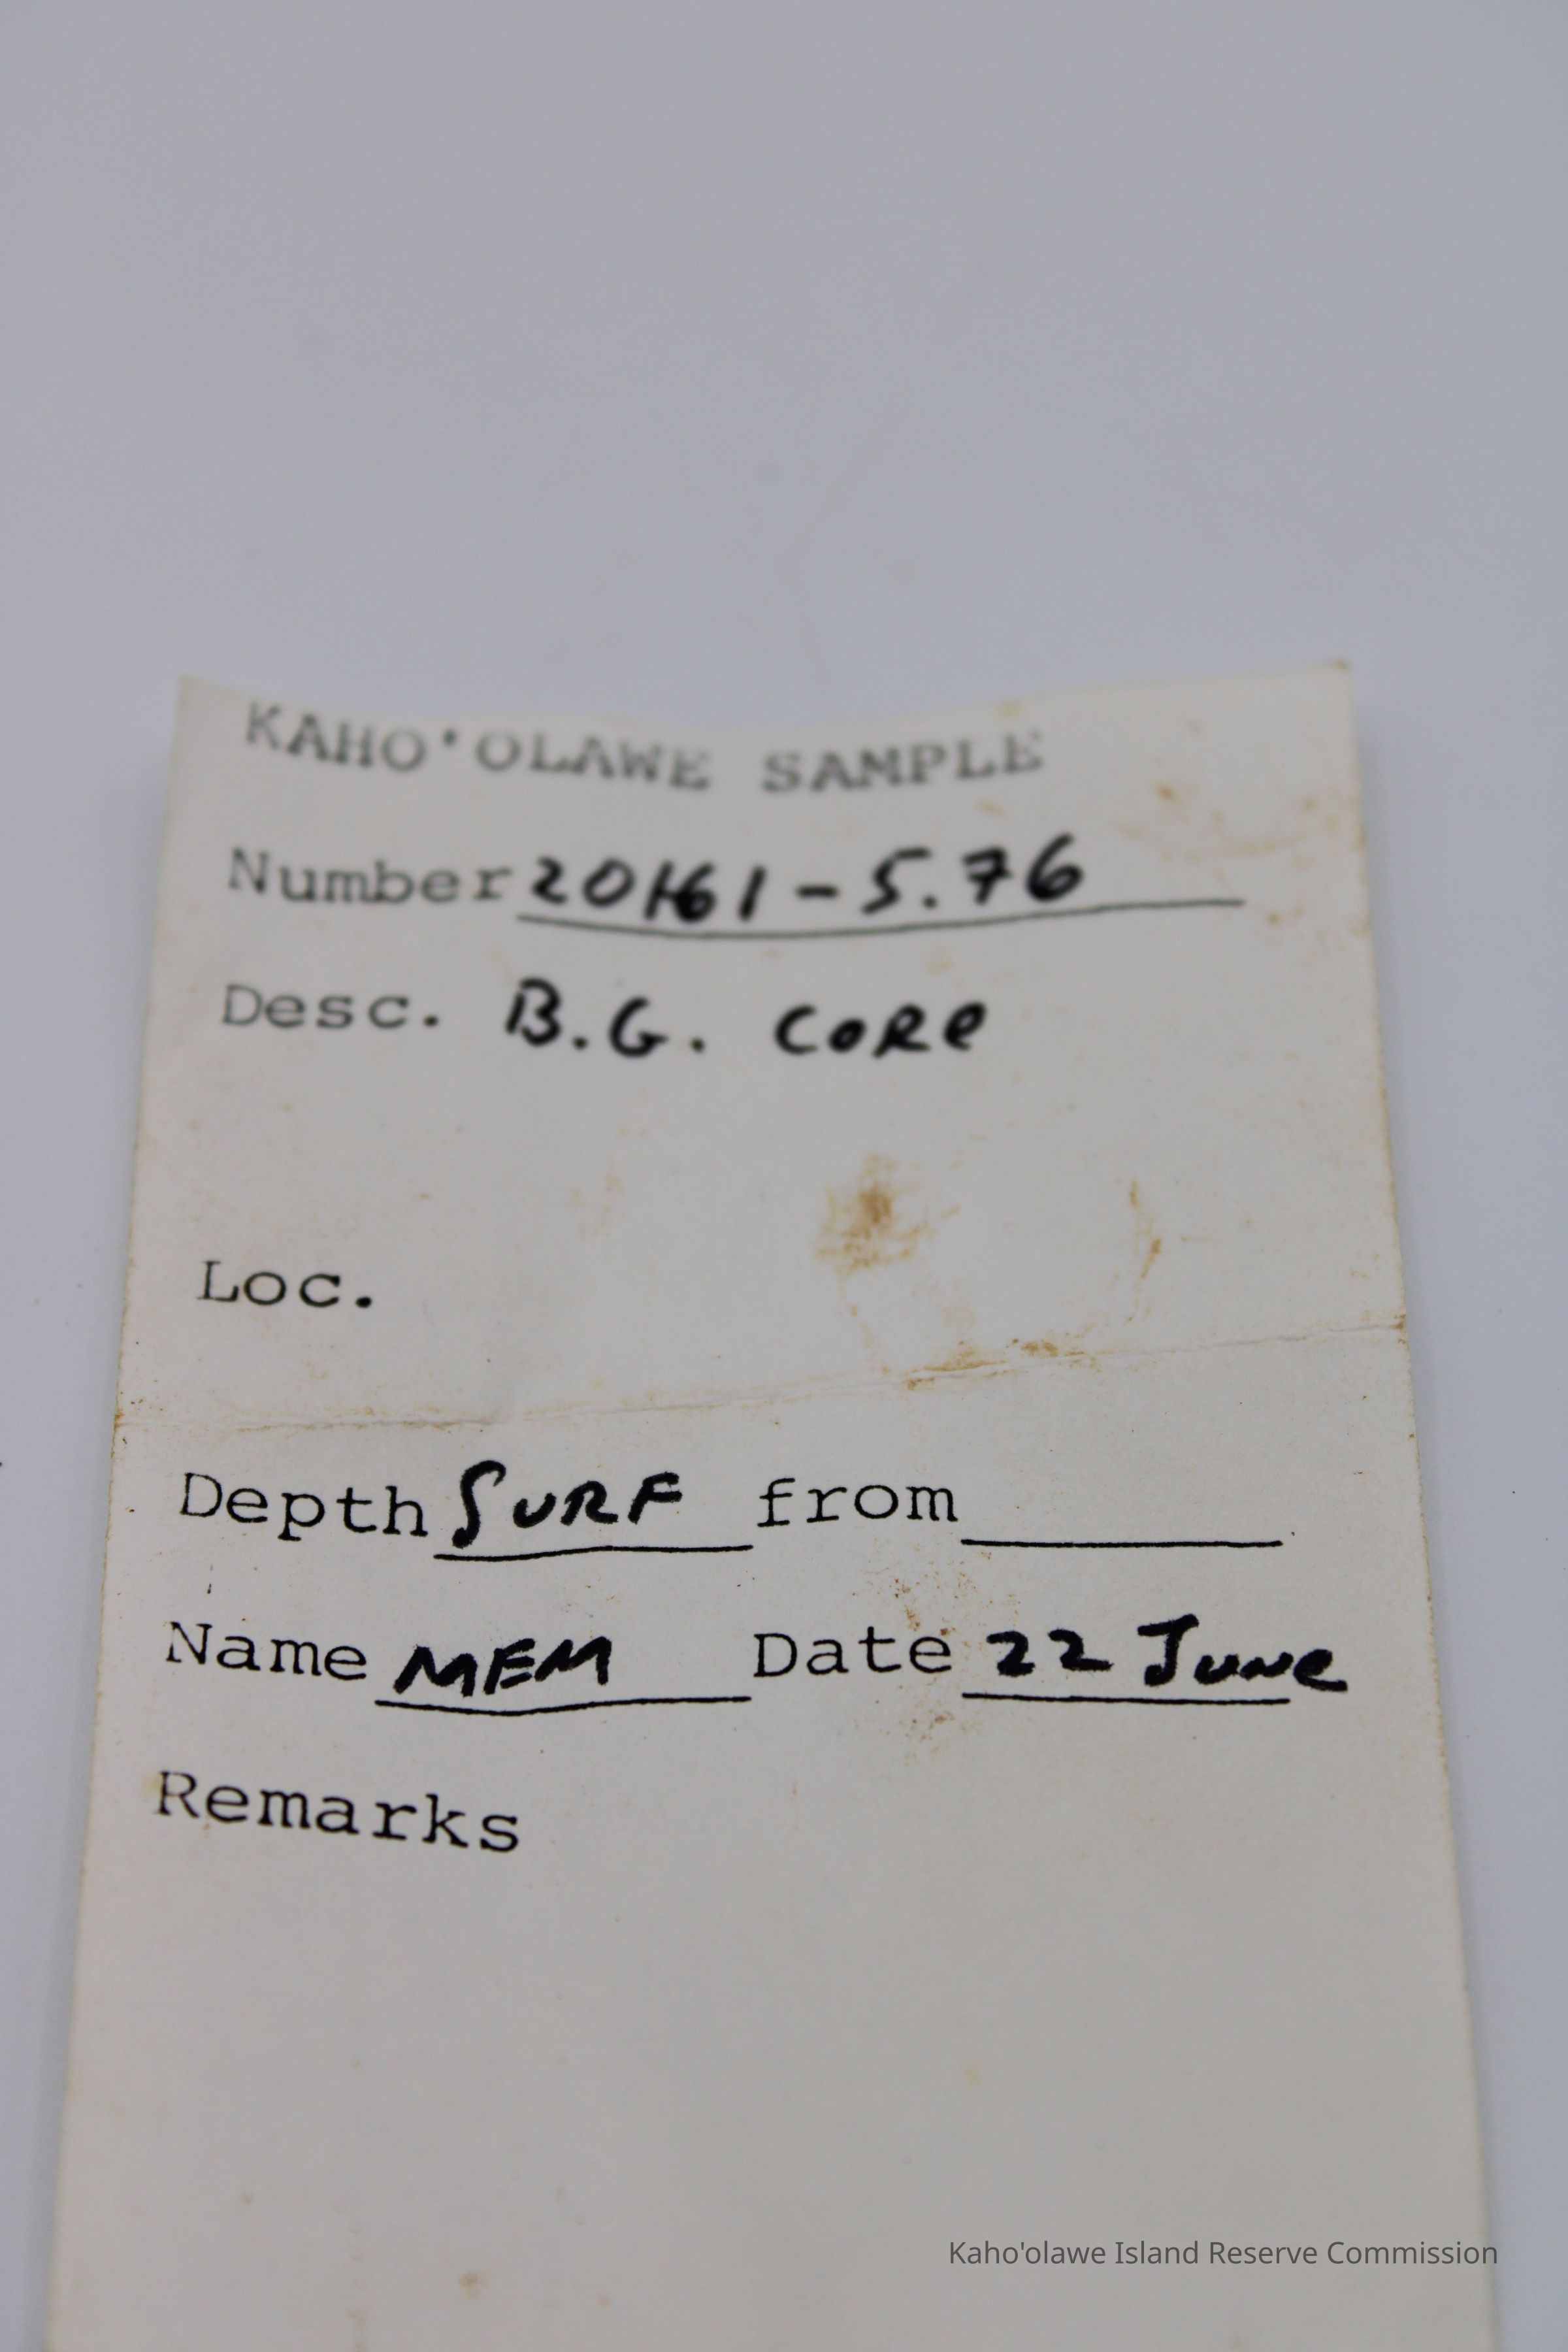 KAHO'OLAWE SAMPLE
Number 20161-5.76
Desc. B.G. CORe
Loc.
Depth SURF from
Name MEM Date 22 June
Remarks
Kaho'olawe Island Reserve Commission